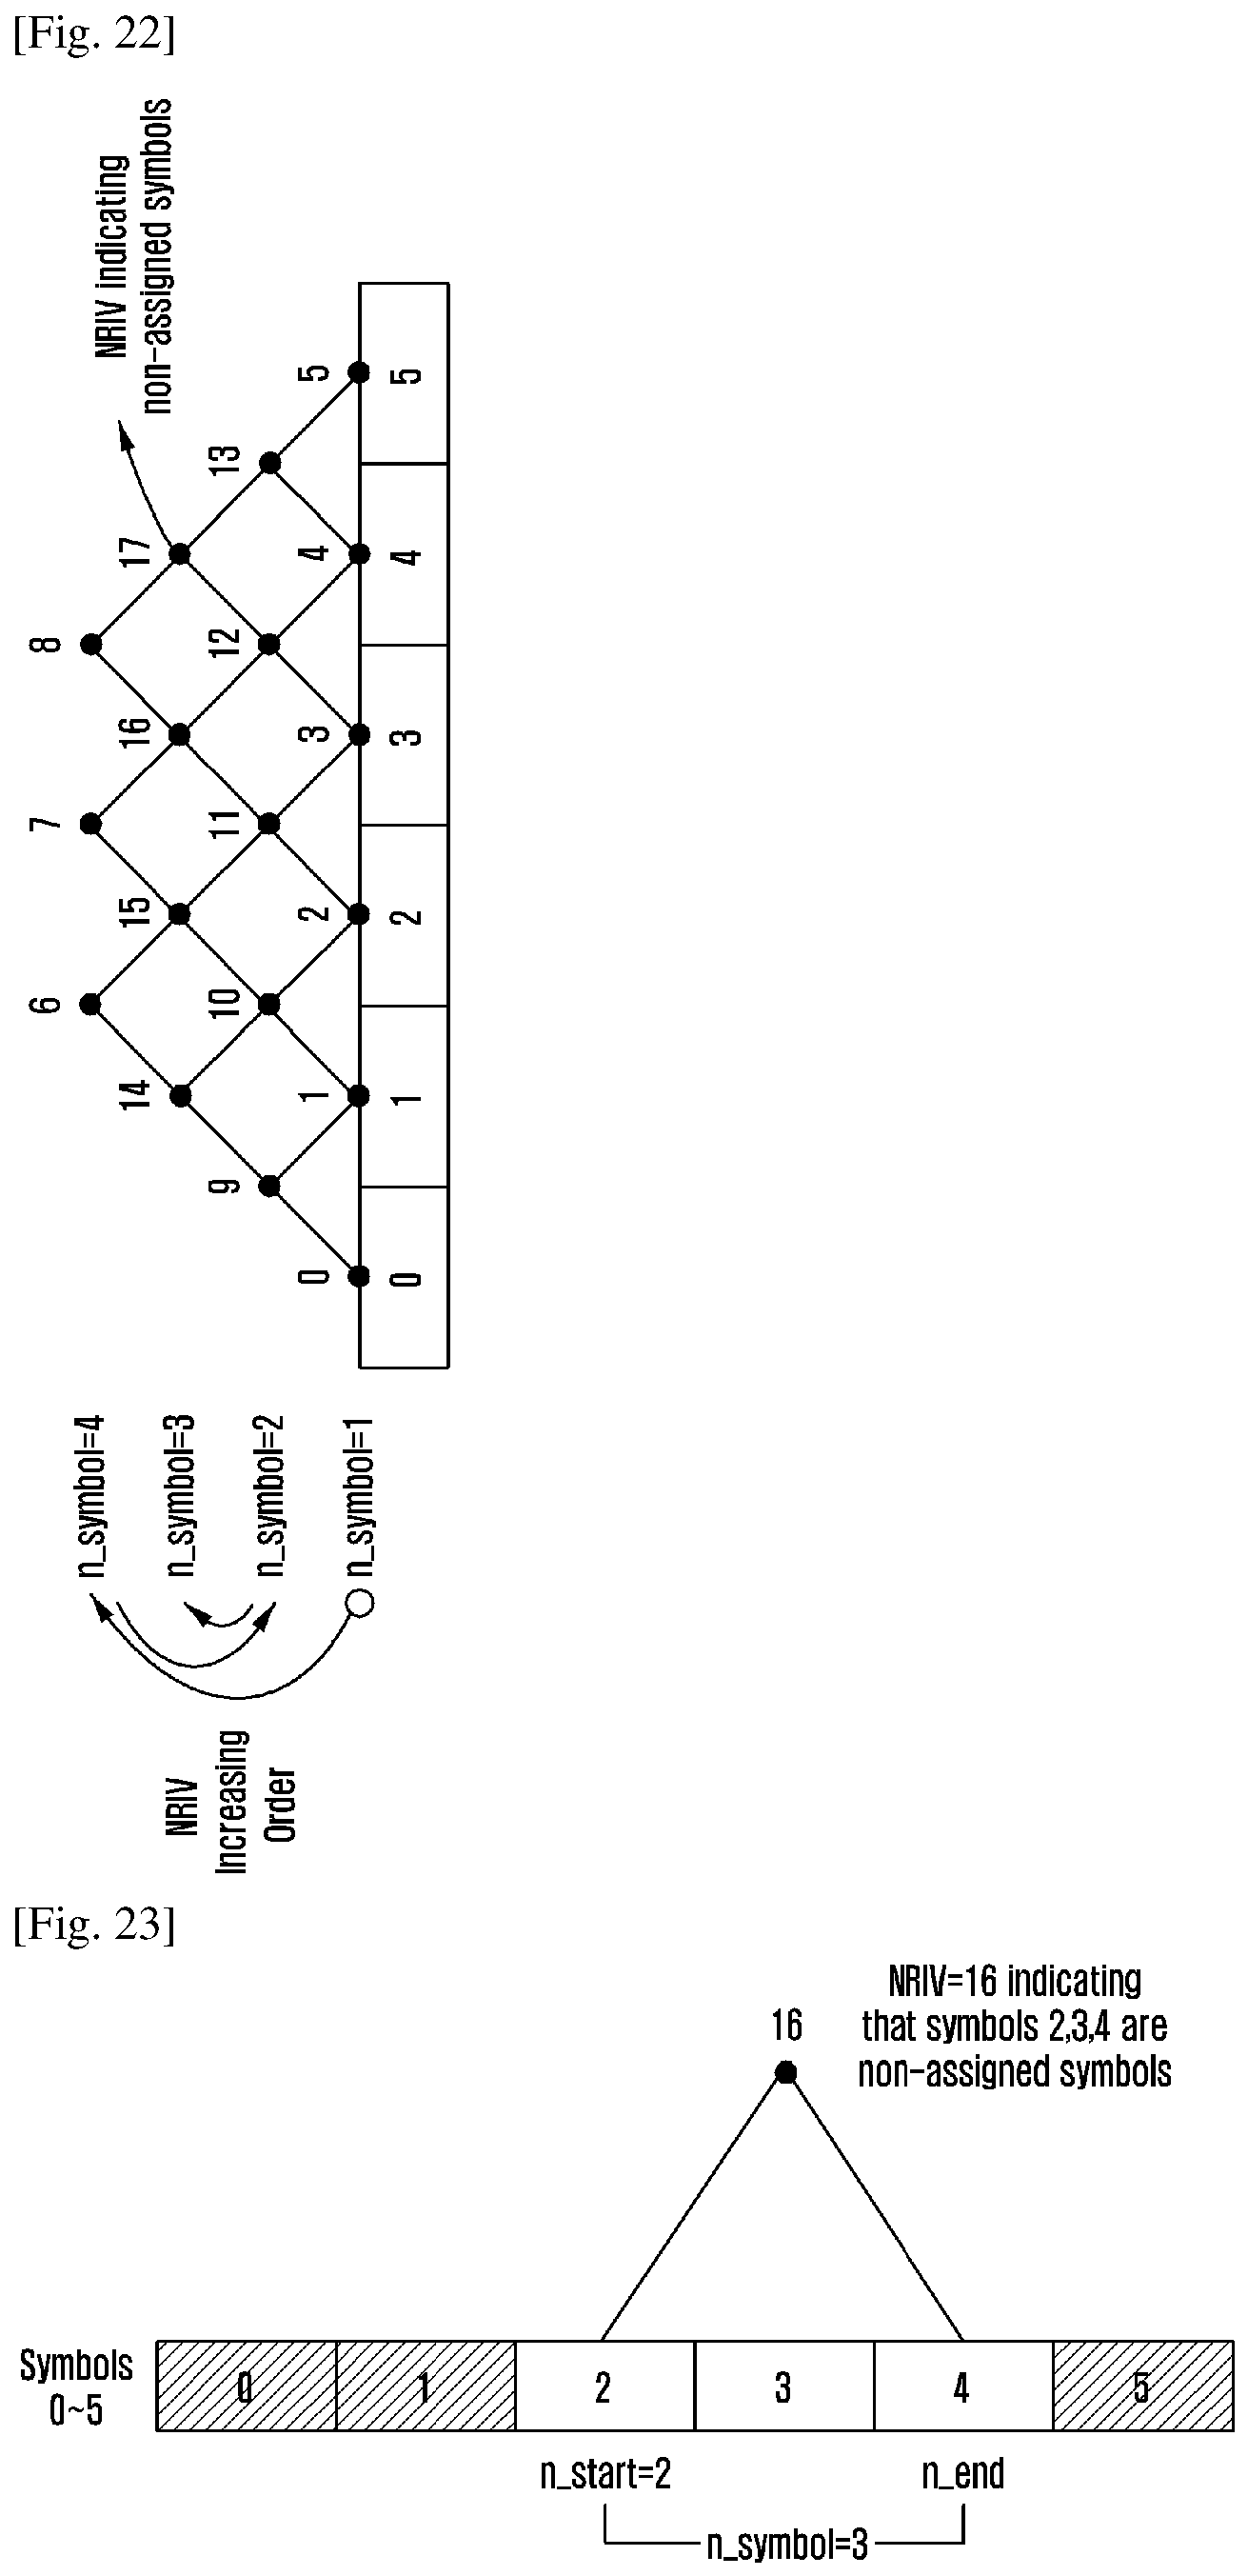 [Fig. 22]
NRIV indicating
non-assigned symbols
8
7
6
17
16
15
14
13
12
11
10
9
5
4
3
2
1
0
5
4
3
2
1
0
n_symbol=4
n_symbol=3
n_symbol=2
n_symbol=1
NRIV
Increasing
Order
[Fig. 23]
NRIV=16 indicating
that symbols 2,3,4 are
non-assigned symbols
16
Symbols
0~5
0
1
2
3
4
5
n_start=2
n_end
n_symbol=3